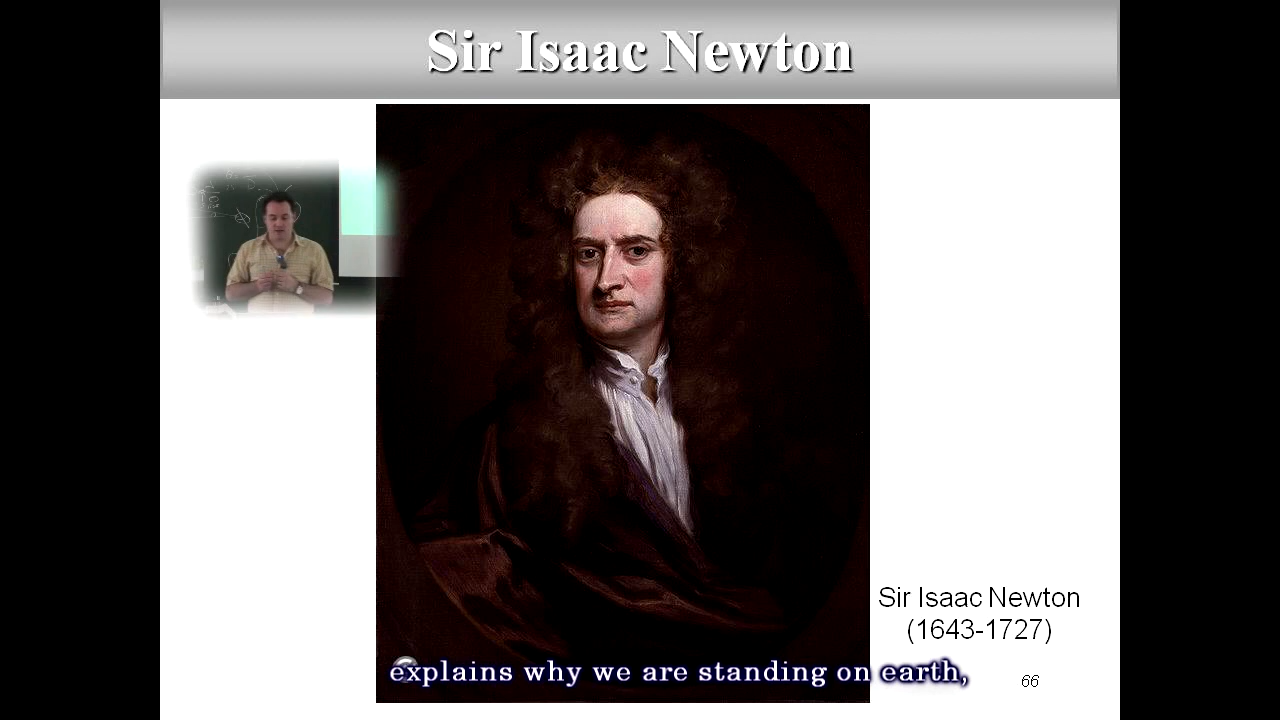 Sir Isaac Newton
Sir Isaac Newton
(1643-1727)
explains why we are standing on earth,
66